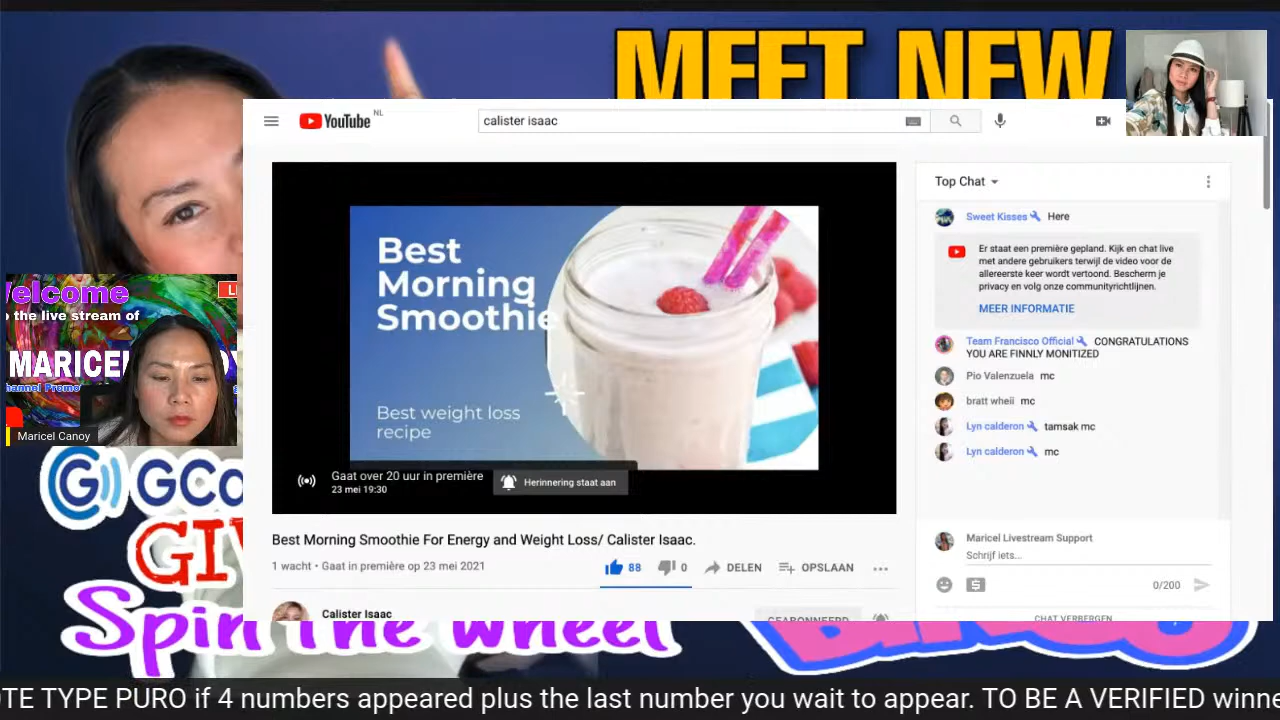 MEET NEW
YouTube NL
calister isaac
Top Chat
Sweet Kisses Here
Er staat een première gepland. Kijk en chat live
met andere gebruikers terwijl de video voor de
allereerste keer wordt vertoond. Bescherm je
privacy en volg onze communityrichtlijnen.
MEER INFORMATIE
Team Francisco Official CONGRATULATIONS
YOU ARE FINNLY MONITIZED
Pio Valenzuela mc
bratt wheii mc
Lyn calderon tamsak mc
Lyn calderon mc
Maricel Livestream Support
Schrijf iets...
0/200
CHAT VERBERGEN
Best
Morning
Smoothie
Best weight loss
recipe
Gaat over 20 uur in première
23 mei 19:30
Herinnering staat aan
Best Morning Smoothie For Energy and Weight Loss/ Calister Isaac.
1 wacht • Gaat in première op 23 mei 2021
88
0
DELEN
OPSLAAN
Calister Isaac
GEABONNEERD
Welcome
the live stream of
MARICEL
Maricel Canoy
Spin the wheel
OTE TYPE PURO if 4 numbers appeared plus the last number you wait to appear. TO BE A VERIFIED winne